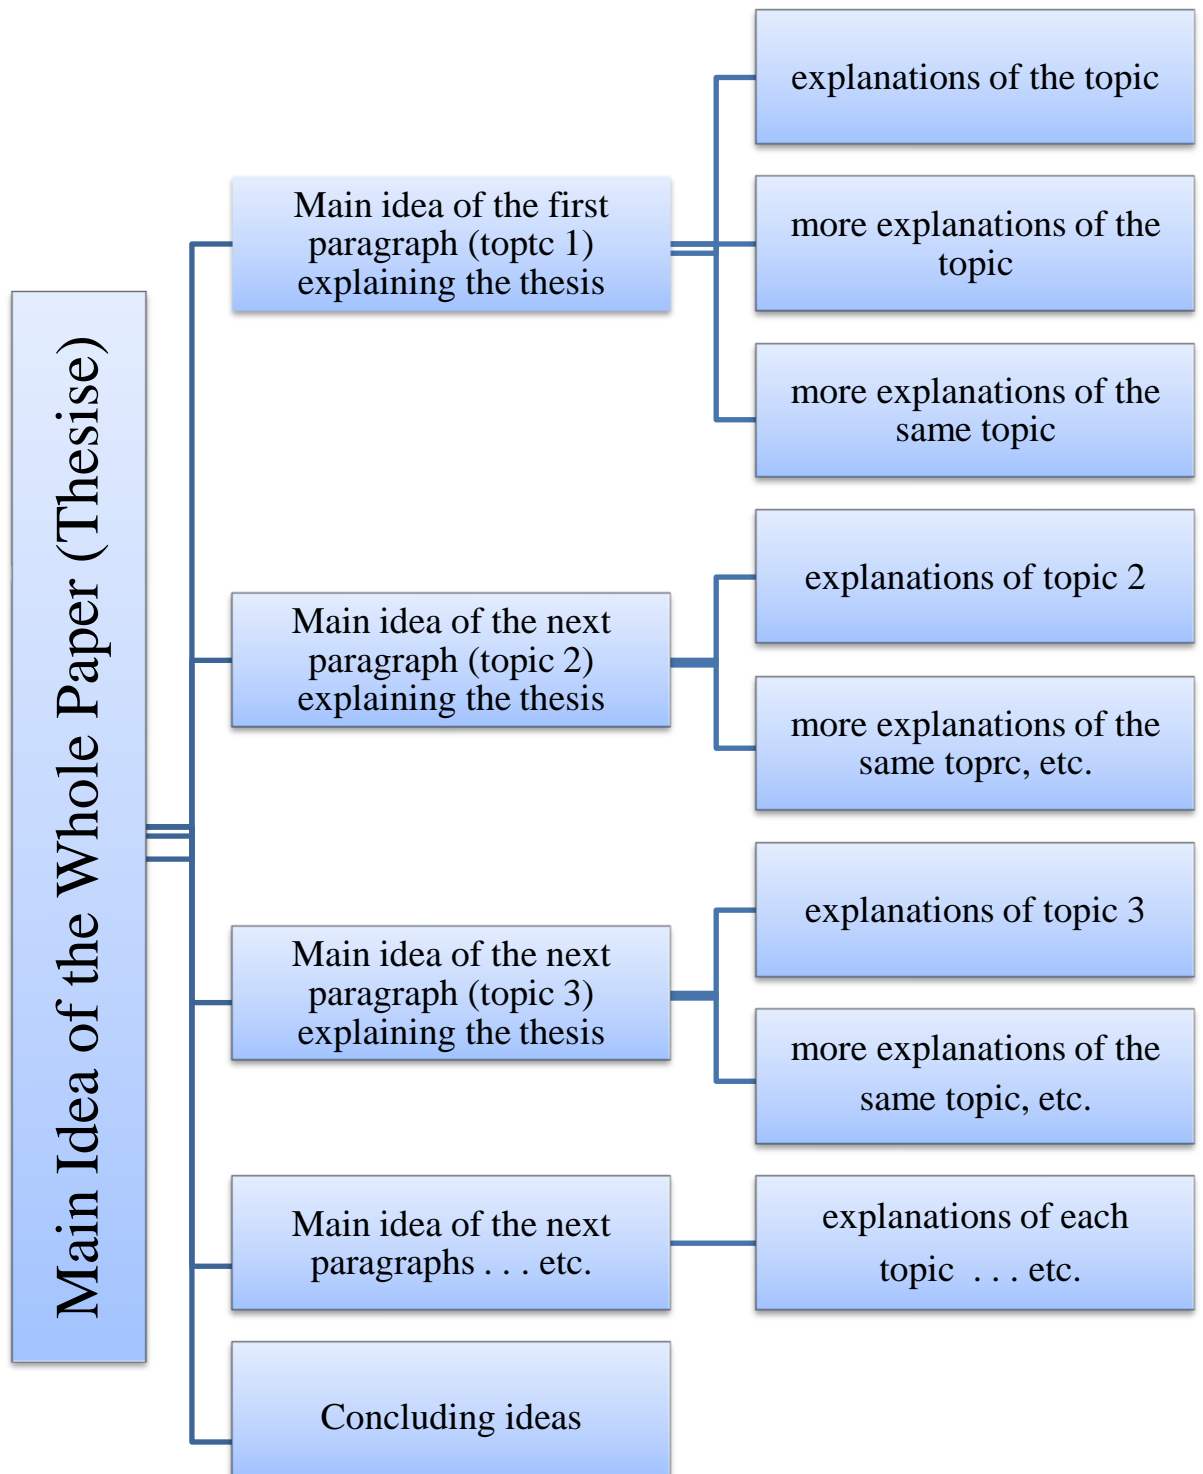 Main Idea of the Whole Paper (Thesise)
Main idea of the first
paragraph (toptc 1)
explaining the thesis
explanations of the topic
more explanations of the
topic
more explanations of the
same topic
Main idea of the next
paragraph (topic 2)
explaining the thesis
explanations of topic 2
more explanations of the
same toprc, etc.
Main idea of the next
paragraph (topic 3)
explaining the thesis
explanations of topic 3
more explanations of the
same topic, etc.
Main idea of the next
paragraphs . . . etc.
explanations of each
topic . . . etc.
Concluding ideas